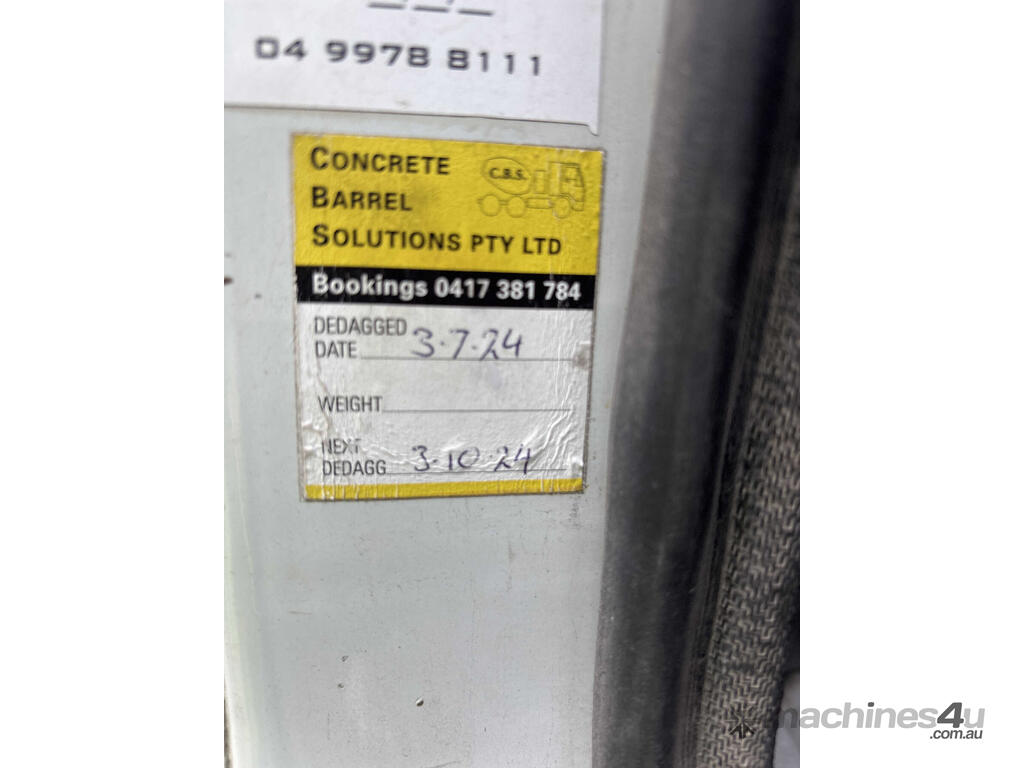 04 9978 8111
CONCRETE
BARREL
SOLUTIONS PTY LTD
C.B.S.
Bookings 0417 381 784
DEDAGGED
DATE 3.7.24
WEIGHT
NEXT
DEDAGG 3.10.24
machines4u
.com.au